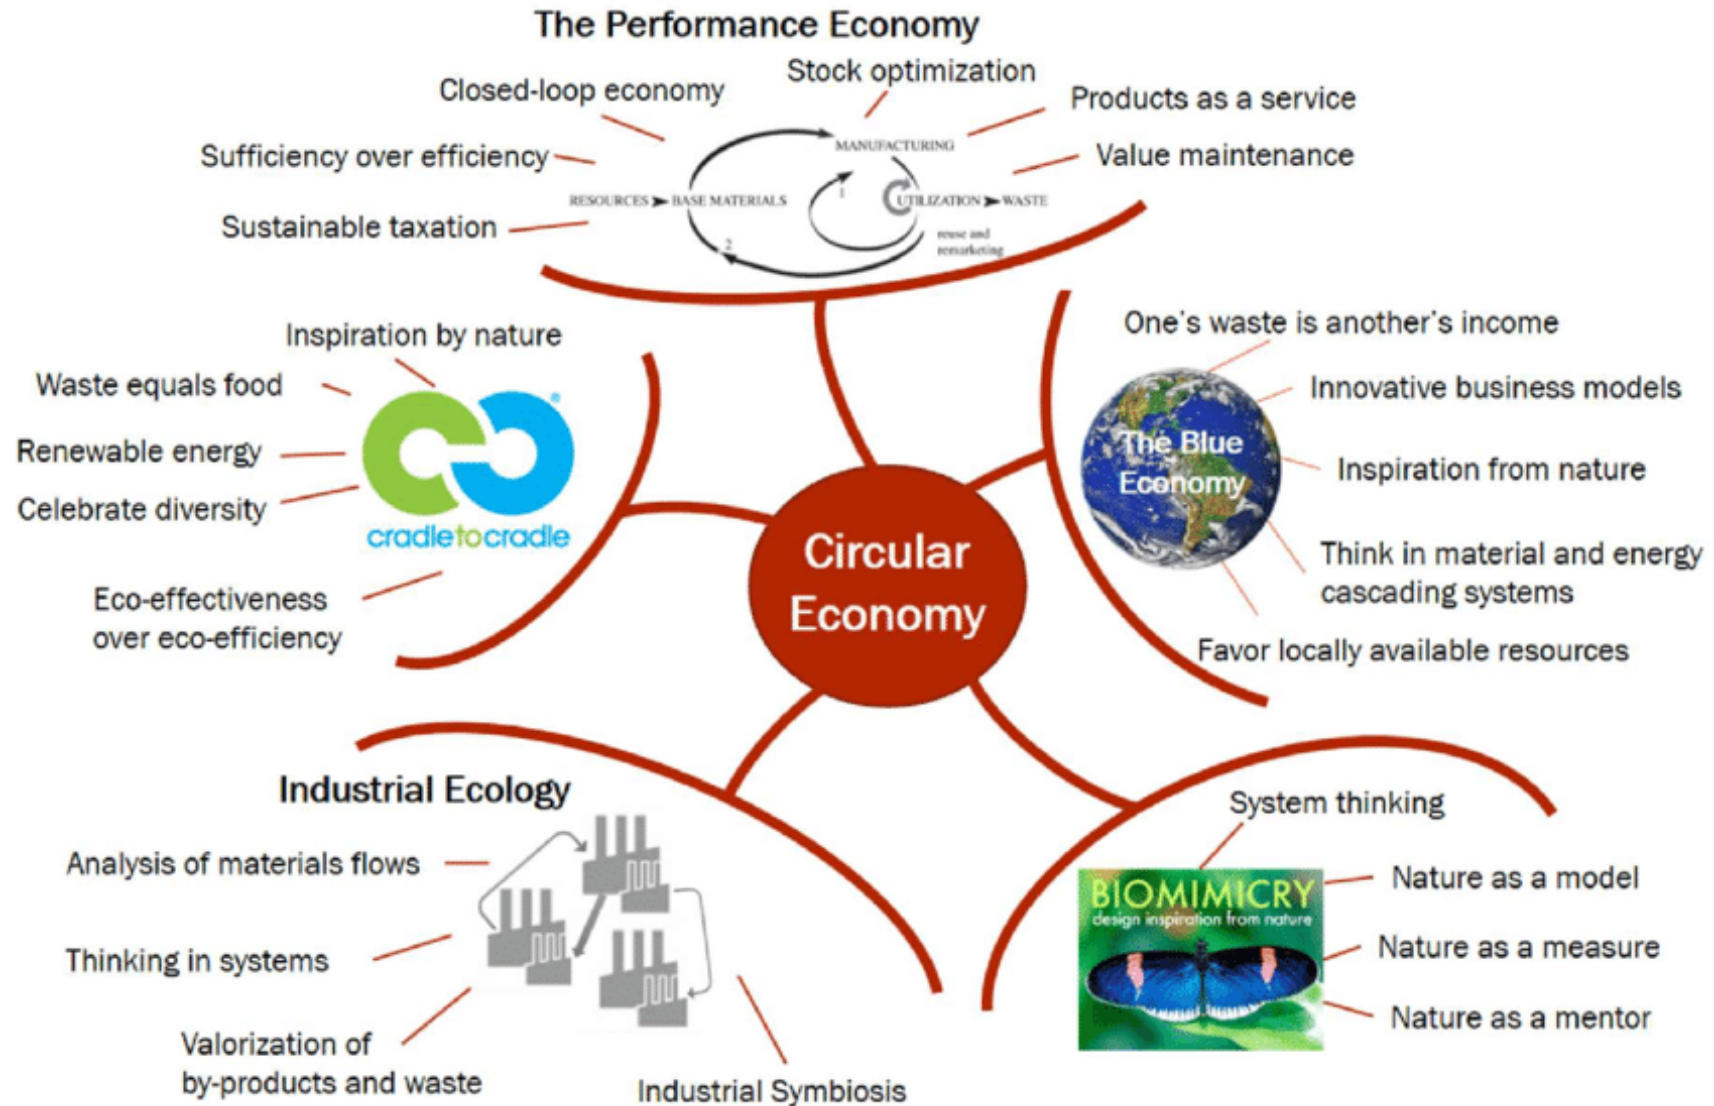 The Performance Economy
Stock optimization
Closed-loop economy
Products as a service
Sufficiency over efficiency
Value maintenance
Sustainable taxation
MANUFACTURING
1
RESOURCES
BASE MATERIALS
UTILIZATION
WASTE
reuse and
remarketing
2
Inspiration by nature
Waste equals food
Renewable energy
Celebrate diversity
®
cradletocradle
Eco-effectiveness
over eco-efficiency
One's waste is another's income
Innovative business models
The Blue
Economy
Inspiration from nature
Think in material and energy
cascading systems
Favor locally available resources
Circular
Economy
Industrial Ecology
Analysis of materials flows
Thinking in systems
Valorization of
by-products and waste
Industrial Symbiosis
System thinking
BIOMIMICRY
design inspiration from nature
Nature as a model
Nature as a measure
Nature as a mentor